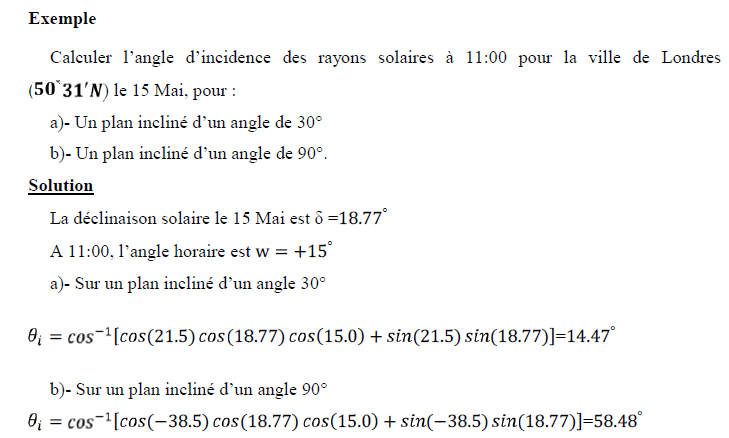 Exemple
Calculer l'angle d'incidence des rayons solaires à 11:00 pour la ville de Londres
(50°31′N) le 15 Mai, pour :
a)- Un plan incliné d'un angle de 30°
b)- Un plan incliné d'un angle de 90°.
Solution
La déclinaison solaire le 15 Mai est δ =18.77°
A 11:00, l'angle horaire est w = +15°
a)- Sur un plan incliné d'un angle 30°
θᵢ = cos⁻¹[cos(21.5) cos(18.77) cos(15.0) + sin(21.5) sin(18.77)]=14.47°
b)- Sur un plan incliné d'un angle 90°
θᵢ = cos⁻¹[cos(−38.5) cos(18.77) cos(15.0) + sin(−38.5) sin(18.77)]=58.48°